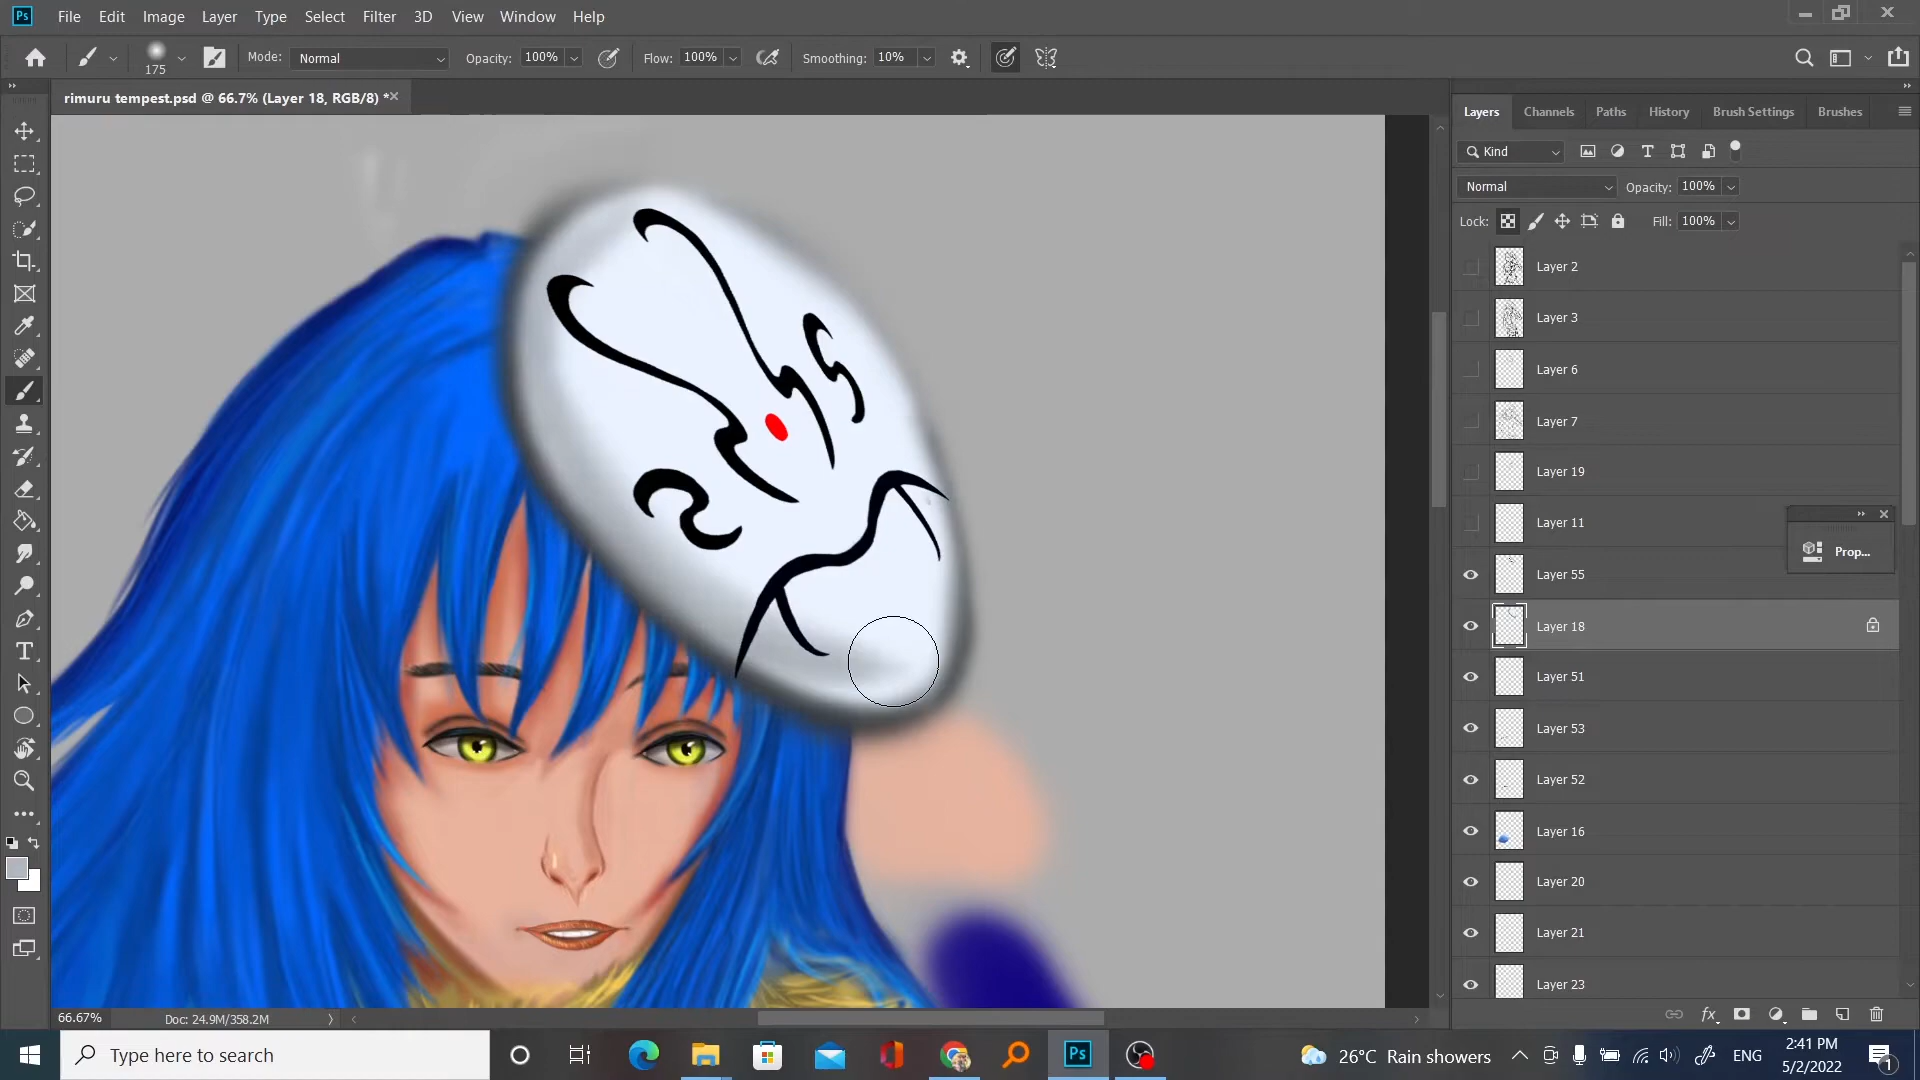 Ps File Edit Image Layer Type Select Filter 3D View Window Help
175 Mode: Normal Opacity: 100% Flow: 100% Smoothing: 10%
rimuru tempest.psd @ 66.7% (Layer 18, RGB/8) *
Layers Channels Paths History Brush Settings Brushes
Kind
Normal Opacity: 100%
Lock: Fill: 100%
Layer 2
Layer 3
Layer 6
Layer 7
Layer 19
Layer 11
Prop...
Layer 55
Layer 18
Layer 51
Layer 53
Layer 52
Layer 16
Layer 20
Layer 21
Layer 23
66.67% Doc: 24.9M/358.2M
Type here to search
Ps
26°C Rain showers
ENG
2:41 PM
5/2/2022
1